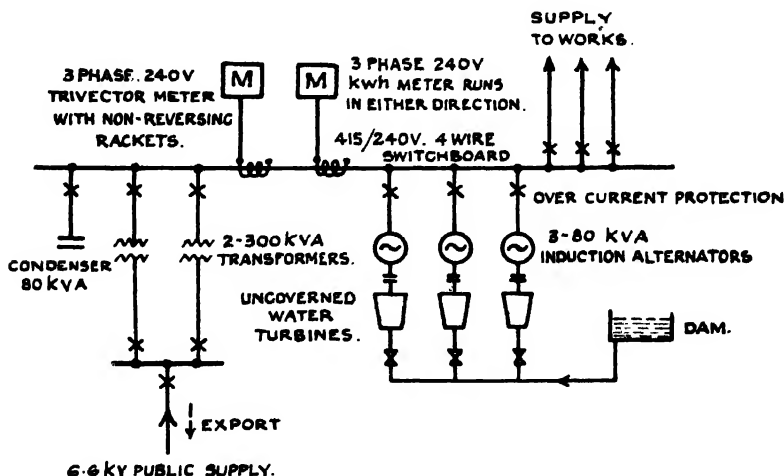 SUPPLY
TO WORKS.
3 PHASE. 240V
TRIVECTOR METER
WITH NON-REVERSING
RACKETS.
M
M
3 PHASE 240V
kwh METER RUNS
IN EITHER DIRECTION.
415/240V. 4 WIRE
SWITCHBOARD
OVER CURRENT PROTECTION
CONDENSER
80 KVA
2-300 KVA
TRANSFORMERS.
3-80 KVA
INDUCTION ALTERNATORS
UNCOVERNED
WATER
TURBINES.
DAM.
EXPORT
6·6 KY PUBLIC SUPPLY.